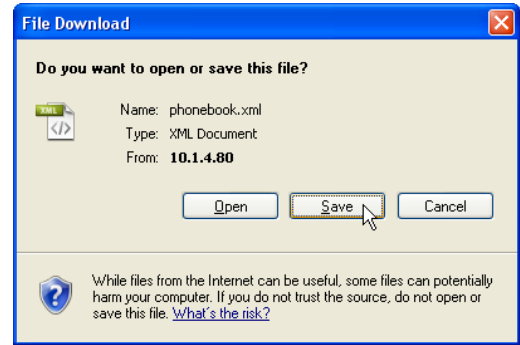 File Download
Do you want to open or save this file?
XML
Name: phonebook.xml
Type: XML Document
From: 10.1.4.80
Open Save Cancel
While files from the Internet can be useful, some files can potentially
harm your computer. If you do not trust the source, do not open or
save this file. What's the risk?